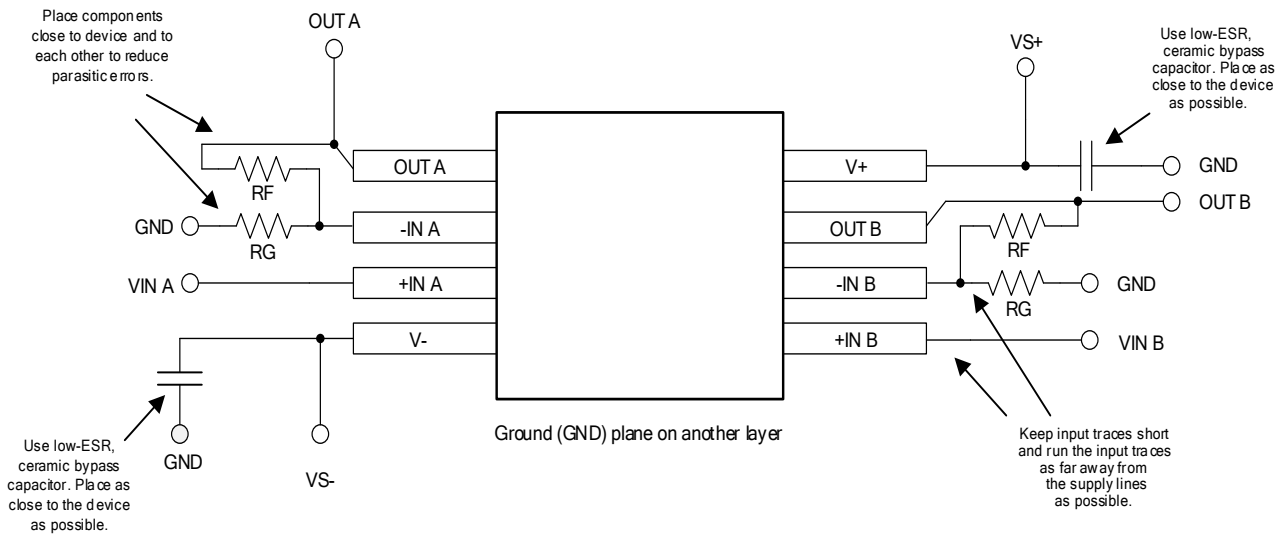 Place components
close to device and to
each other to reduce
parasitic errors.
OUT A
VS+
Use low-ESR,
ceramic bypass
capacitor. Place as
close to the device
as possible.
OUT A
V+
GND
RF
OUT B
OUT B
GND
-IN A
RF
RG
VIN A
+IN A
-IN B
GND
RG
V-
+IN B
VIN B
Use low-ESR,
ceramic bypass
capacitor. Place as
close to the device
as possible.
GND
VS-
Ground (GND) plane on another layer
Keep input traces short
and run the input traces
as far away from
the supply lines
as possible.